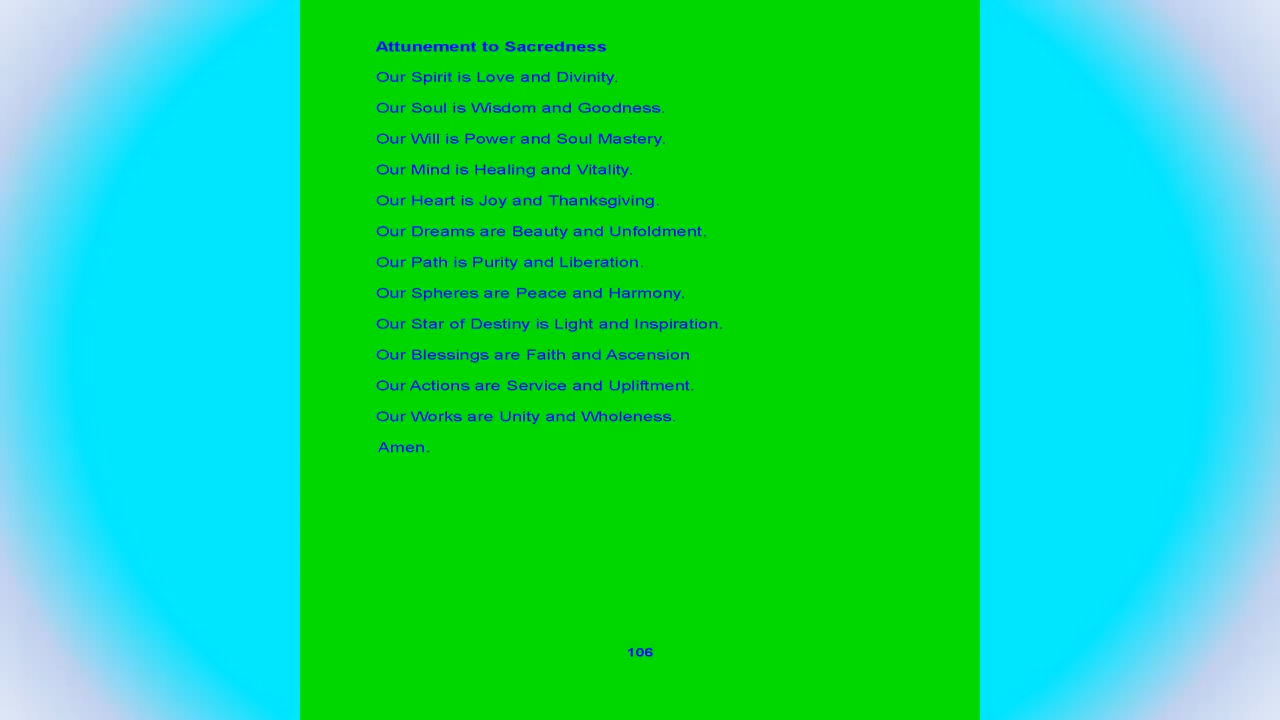 Attunement to Sacredness
Our Spirit is Love and Divinity.
Our Soul is Wisdom and Goodness.
Our Will is Power and Soul Mastery.
Our Mind is Healing and Vitality.
Our Heart is Joy and Thanksgiving.
Our Dreams are Beauty and Unfoldment.
Our Path is Purity and Liberation.
Our Spheres are Peace and Harmony.
Our Star of Destiny is Light and Inspiration.
Our Blessings are Faith and Ascension
Our Actions are Service and Upliftment.
Our Works are Unity and Wholeness.
Amen.
106